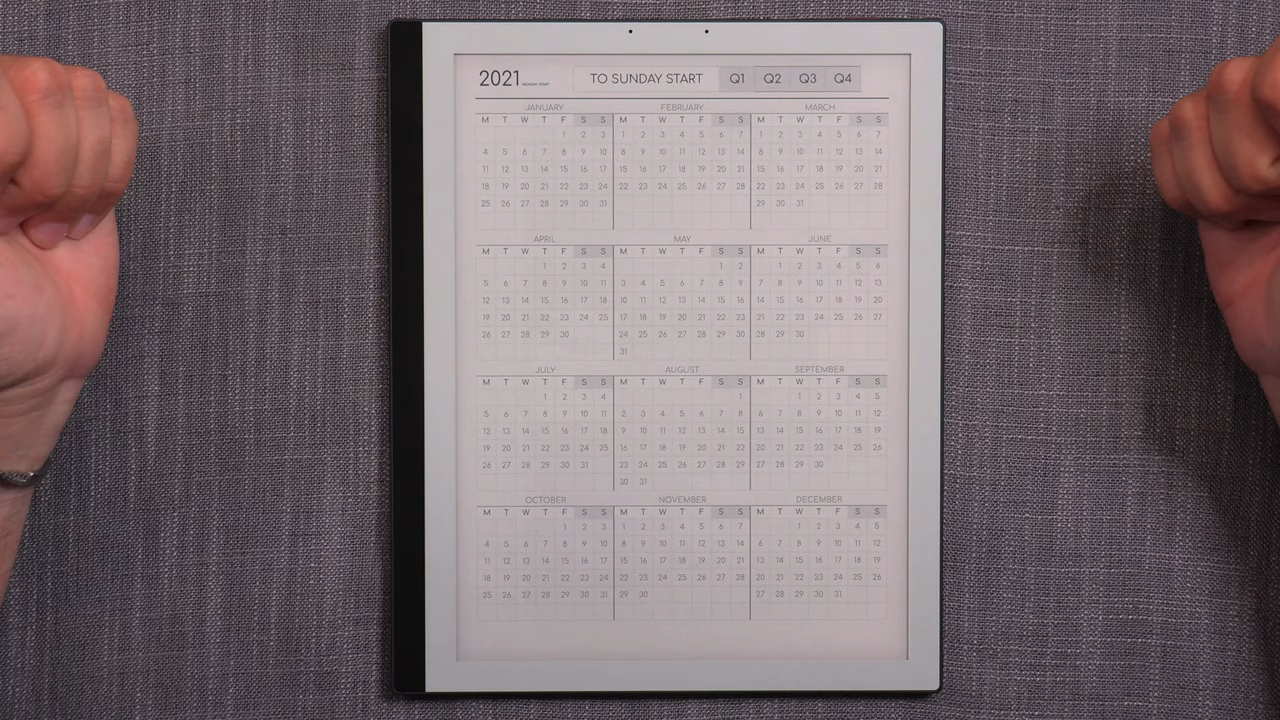 2021 MONDAY START TO SUNDAY START Q1 Q2 Q3 Q4
JANUARY FEBRUARY MARCH
M T W T F S S M T W T F S S M T W T F S S
1 2 3 1 2 3 4 5 6 7 1 2 3 4 5 6 7
4 5 6 7 8 9 10 8 9 10 11 12 13 14 8 9 10 11 12 13 14
11 12 13 14 15 16 17 15 16 17 18 19 20 21 15 16 17 18 19 20 21
18 19 20 21 22 23 24 22 23 24 25 26 27 28 22 23 24 25 26 27 28
25 26 27 28 29 30 31 29 30 31
APRIL MAY JUNE
M T W T F S S M T W T F S S M T W T F S S
1 2 3 4 1 2 1 2 3 4 5 6
5 6 7 8 9 10 11 3 4 5 6 7 8 9 7 8 9 10 11 12 13
12 13 14 15 16 17 18 10 11 12 13 14 15 16 14 15 16 17 18 19 20
19 20 21 22 23 24 25 17 18 19 20 21 22 23 21 22 23 24 25 26 27
26 27 28 29 30 24 25 26 27 28 29 30 28 29 30
31
JULY AUGUST SEPTEMBER
M T W T F S S M T W T F S S M T W T F S S
1 2 3 4 1 1 2 3 4 5
5 6 7 8 9 10 11 2 3 4 5 6 7 8 6 7 8 9 10 11 12
12 13 14 15 16 17 18 9 10 11 12 13 14 15 13 14 15 16 17 18 19
19 20 21 22 23 24 25 16 17 18 19 20 21 22 20 21 22 23 24 25 26
26 27 28 29 30 31 23 24 25 26 27 28 29 27 28 29 30
30 31
OCTOBER NOVEMBER DECEMBER
M T W T F S S M T W T F S S M T W T F S S
1 2 3 1 2 3 4 5 6 7 1 2 3 4 5
4 5 6 7 8 9 10 8 9 10 11 12 13 14 6 7 8 9 10 11 12
11 12 13 14 15 16 17 15 16 17 18 19 20 21 13 14 15 16 17 18 19
18 19 20 21 22 23 24 22 23 24 25 26 27 28 20 21 22 23 24 25 26
25 26 27 28 29 30 31 29 30 27 28 29 30 31